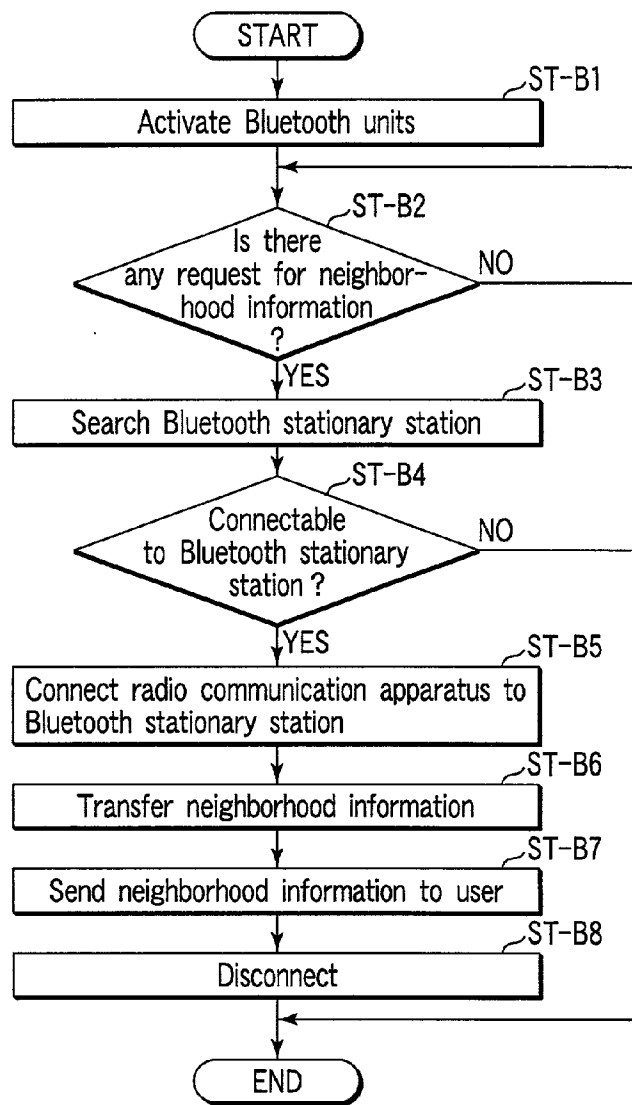 START
ST-B1
Activate Bluetooth units
ST-B2
Is there
any request for neighbor-
hood information
?
NO
YES
ST-B3
Search Bluetooth stationary station
ST-B4
Connectable
to Bluetooth stationary
station ?
NO
YES
ST-B5
Connect radio communication apparatus to
Bluetooth stationary station
ST-B6
Transfer neighborhood information
ST-B7
Send neighborhood information to user
ST-B8
Disconnect
END